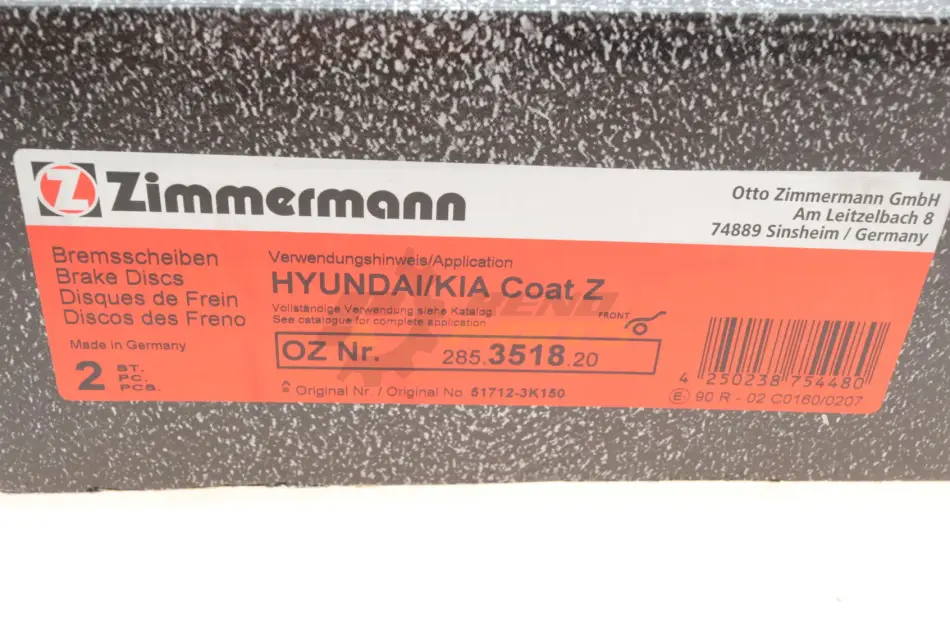 Z Zimmermann
Otto Zimmermann GmbH
Am Leitzelbach 8
74889 Sinsheim / Germany
Bremsscheiben
Brake Discs
Disques de Frein
Discos des Freno
Made in Germany
2 ST.
PC.
PCS.
Verwendungshinweis/Application
HYUNDAI/KIA Coat Z
Vollständige Verwendung siehe Katalog
See catalogue for complete application
FRONT
OZ Nr. 285.3518.20
Original Nr. / Original No 51712-3K150
4 250238 754480
E 90 R - 02 C0160/0207